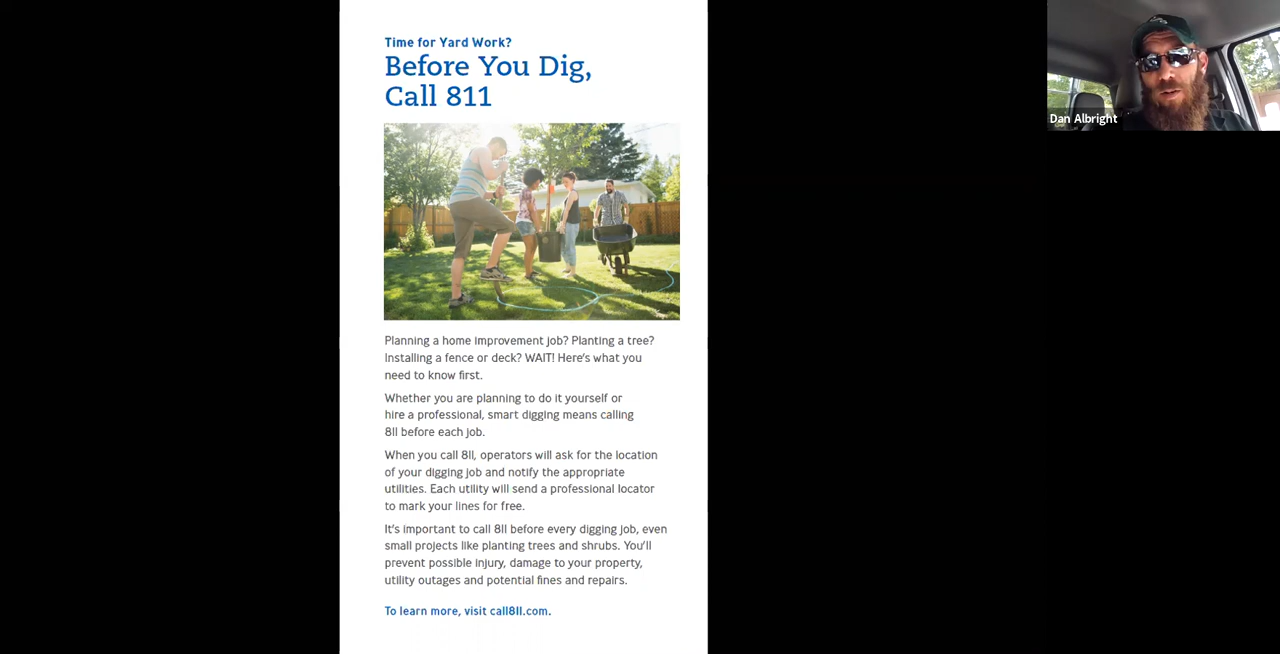 Time for Yard Work?
Before You Dig,
Call 811
Planning a home improvement job? Planting a tree?
Installing a fence or deck? WAIT! Here's what you
need to know first.
Whether you are planning to do it yourself or
hire a professional, smart digging means calling
811 before each job.
When you call 811, operators will ask for the location
of your digging job and notify the appropriate
utilities. Each utility will send a professional locator
to mark your lines for free.
It's important to call 811 before every digging job, even
small projects like planting trees and shrubs. You'll
prevent possible injury, damage to your property,
utility outages and potential fines and repairs.
To learn more, visit call811.com.
Dan Albright